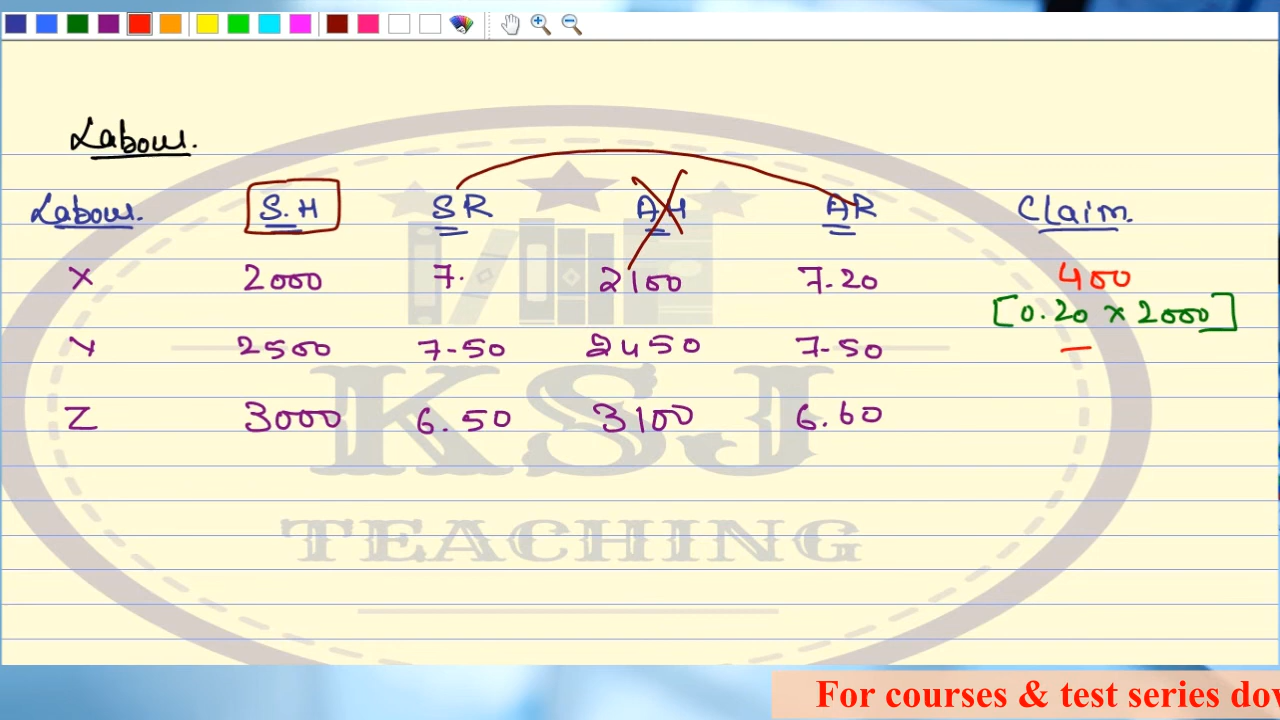 Labour.
Labour. S.H SR AH AR Claim.
X 2000 7. 2100 7.20 400
[0.20 x 2000]
Y 2500 7.50 2450 7.50 —
Z 3000 6.50 3100 6.60
KSJ
TEACHING
For courses & test series dow